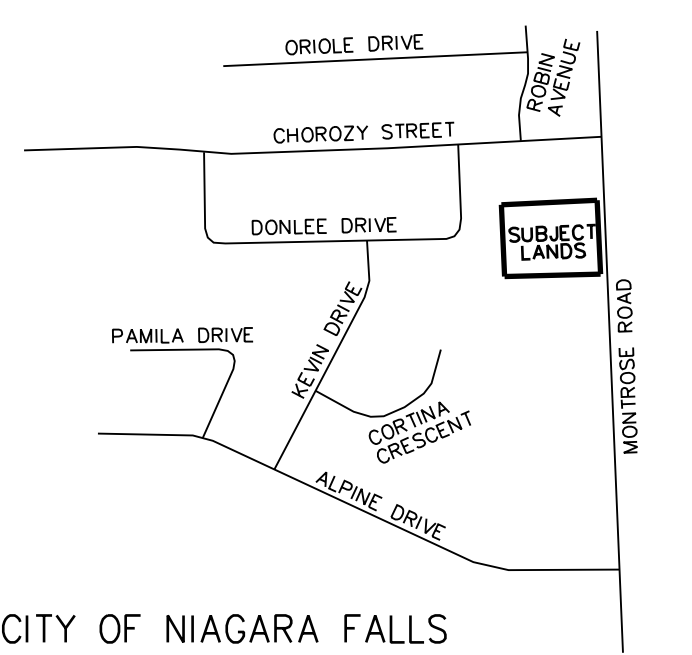 ORIOLE DRIVE
ROBIN
AVENUE
CHOROZY STREET
DONLEE DRIVE
SUBJECT
LANDS
KEVIN DRIVE
MONTROSE ROAD
PAMILA DRIVE
CORTINA
CRESCENT
ALPINE DRIVE
CITY OF NIAGARA FALLS